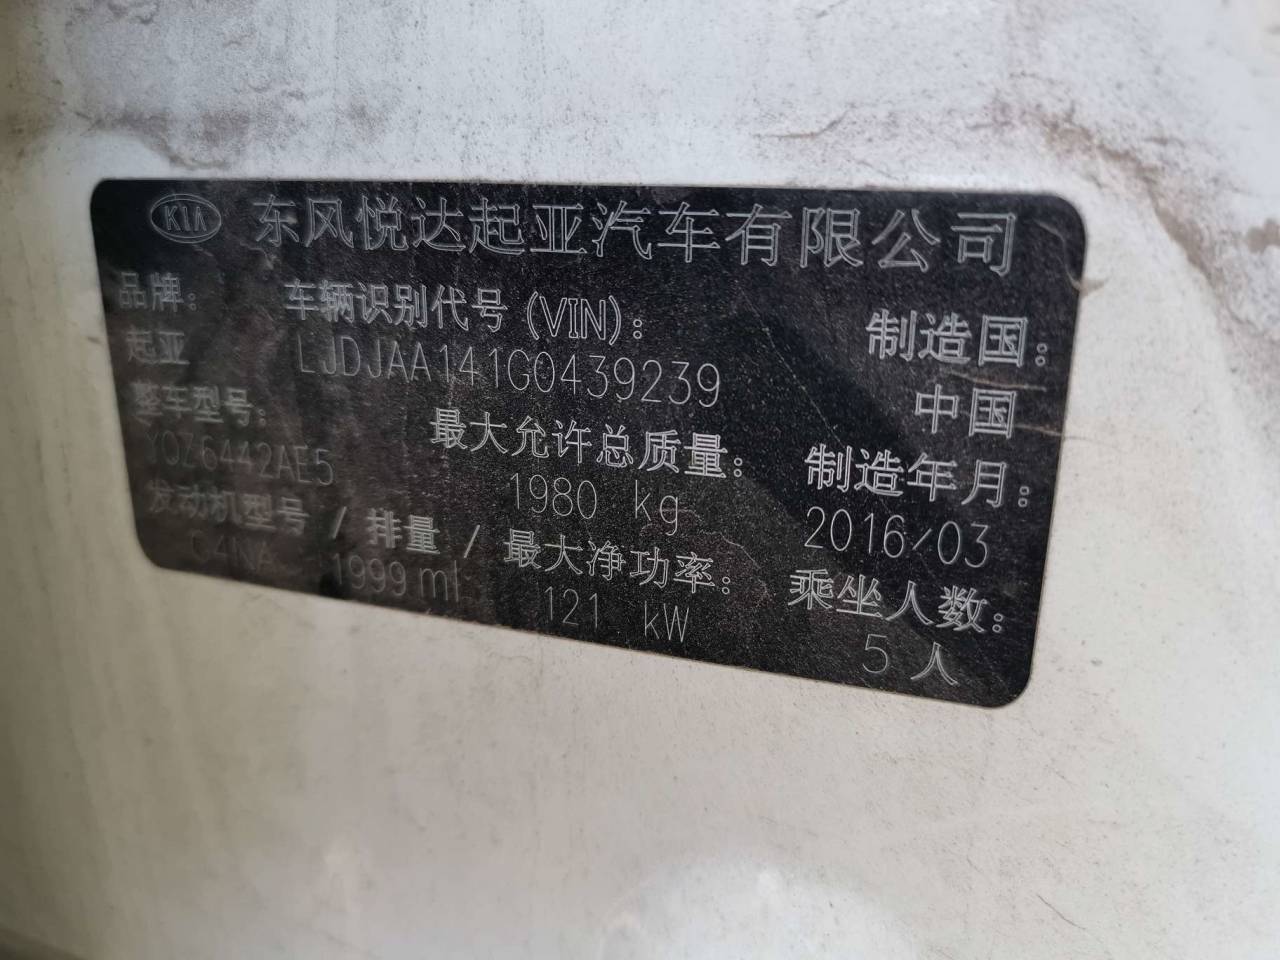 KIA 东风悦达起亚汽车有限公司
品牌： 车辆识别代号 (VIN)： 制造国：
起亚 LJDJAA141G0439239 中国
整车型号： 最大允许总质量： 制造年月：
YQZ6442AE5 1980 kg 2016/03
发动机型号 / 排量 / 最大净功率： 乘坐人数：
G4NA 1999 ml 121 kW 5 人